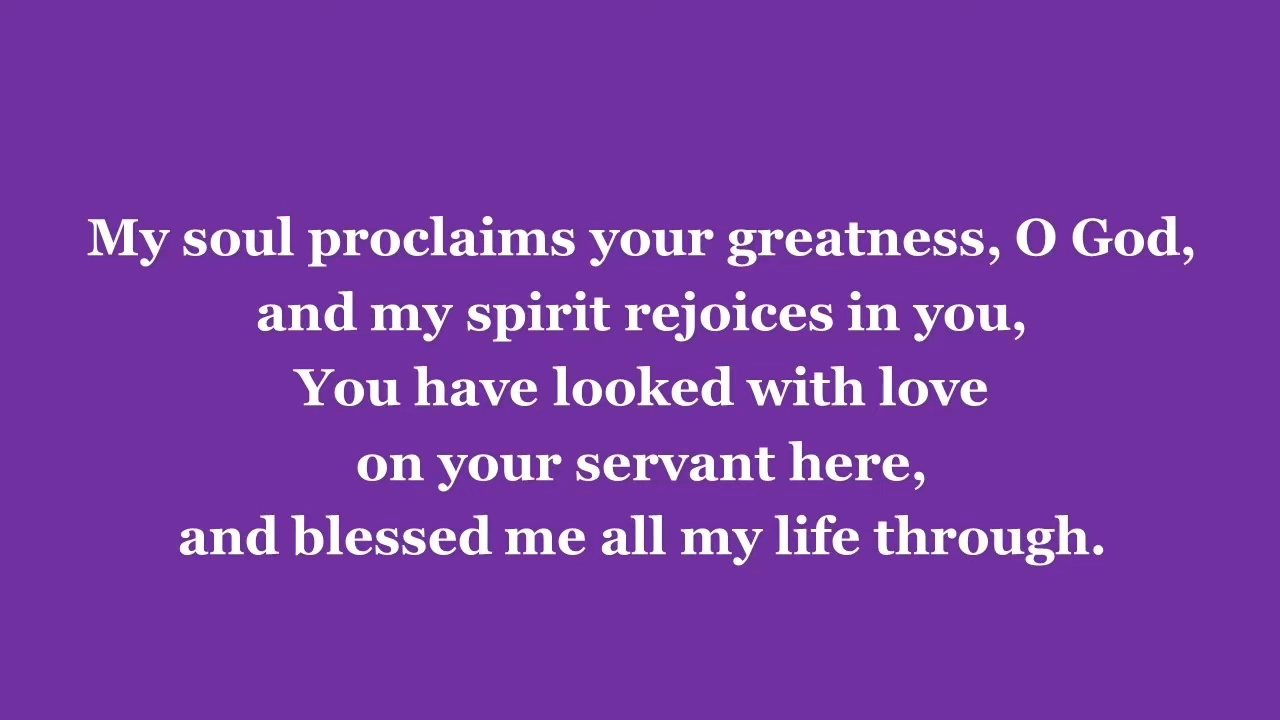 My soul proclaims your greatness, O God,
and my spirit rejoices in you,
You have looked with love
on your servant here,
and blessed me all my life through.